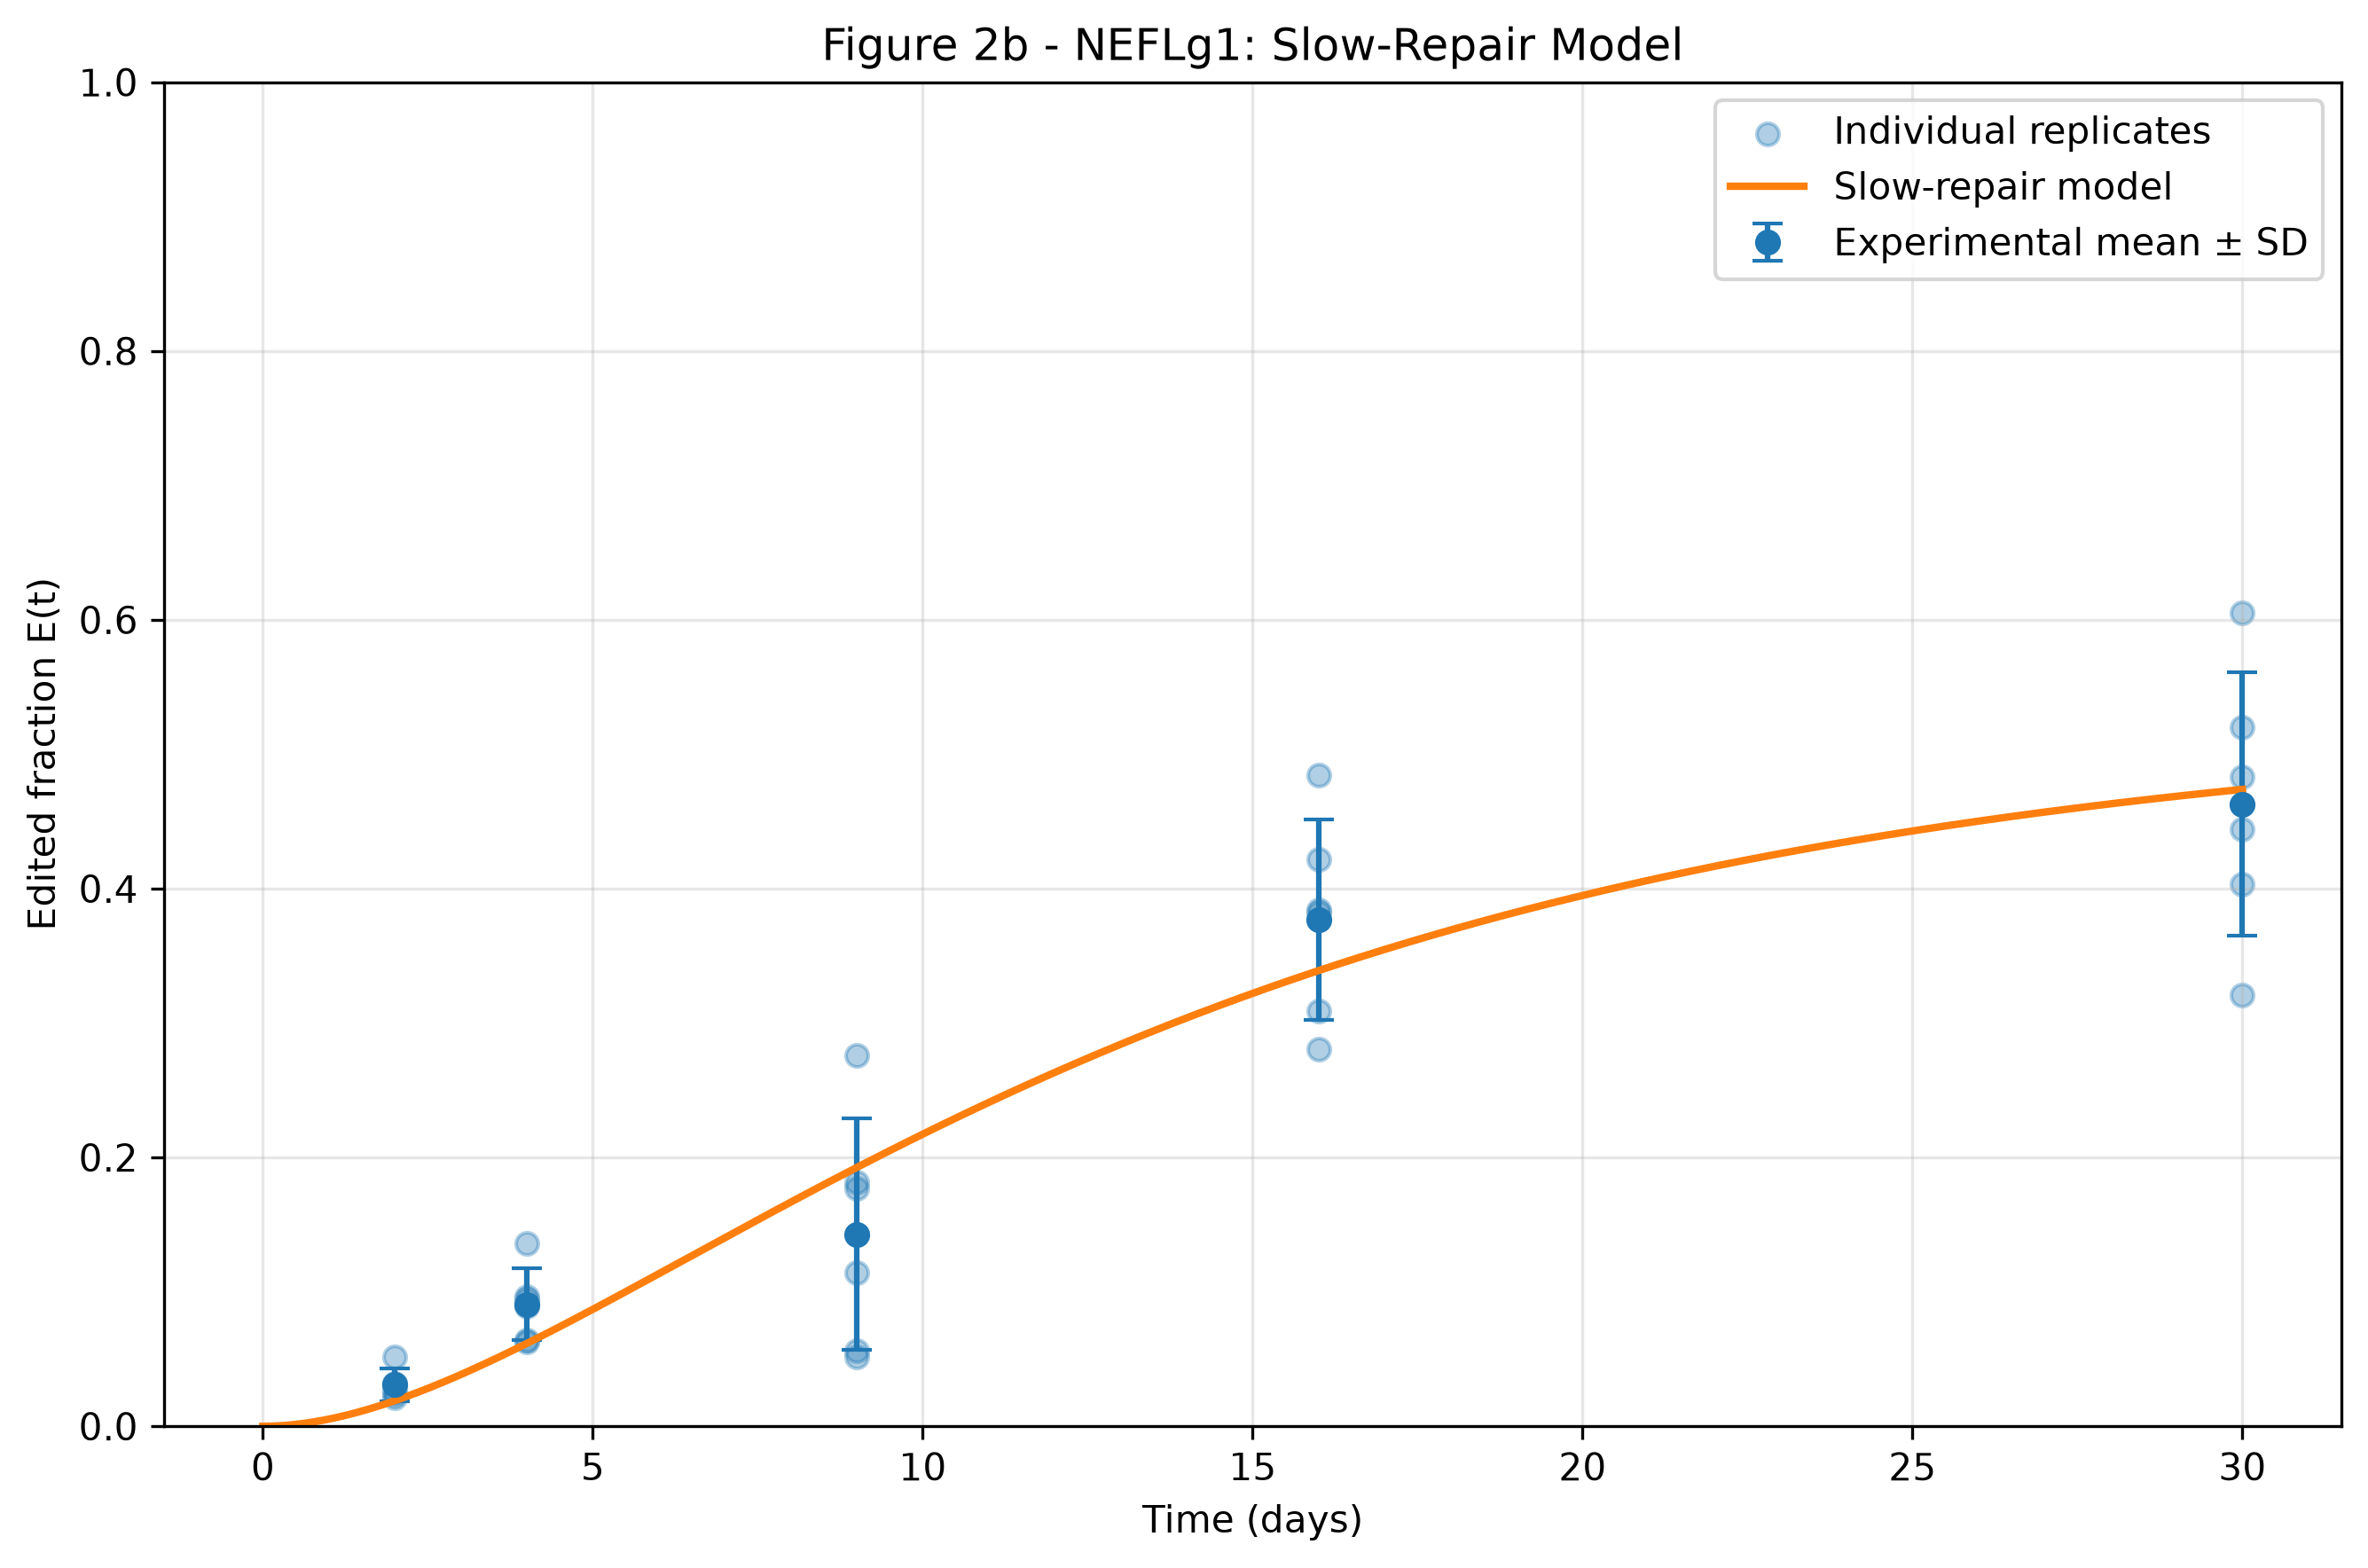 Figure 2b - NEFLg1: Slow-Repair Model
Individual replicates
Slow-repair model
Experimental mean ± SD
Edited fraction E(t)
1.0
0.8
0.6
0.4
0.2
0.0
0 5 10 15 20 25 30
Time (days)